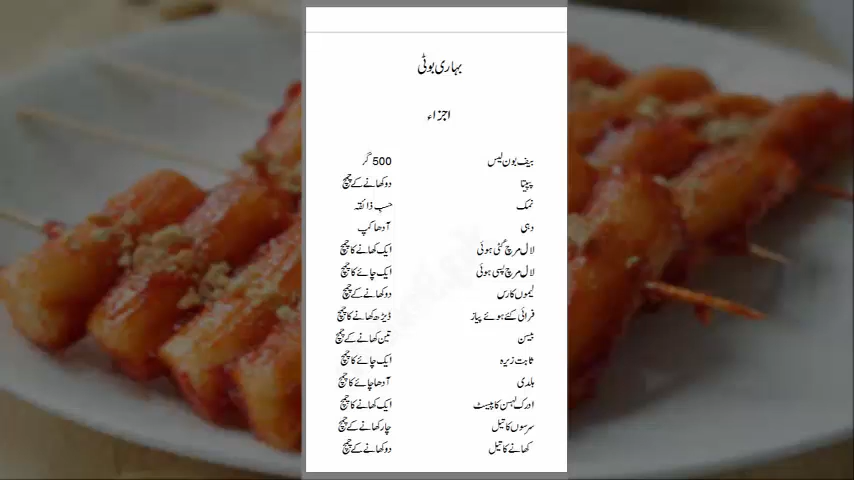 بہاری بوٹی
اجزاء
بیف بون لیس 500 گر
پپیتا دو کھانے کے چمچ
نمک حسب ذائقہ
دہی آدھا کپ
لال مرچ کٹی ہوئی ایک کھانے کا چمچ
لال مرچ پسی ہوئی ایک چائے کا چمچ
لیموں کا رس دو کھانے کے چمچ
فرائی کئے ہوئے پیاز ڈیڑھ کھانے کا چمچ
بیسن تین کھانے کے چمچ
ثابت زیرہ ایک چائے کا چمچ
ہلدی آدھا چائے کا چمچ
ادرک لہسن کا پیسٹ ایک کھانے کا چمچ
سرسوں کا تیل چار کھانے کے چمچ
کھانے کا تیل دو کھانے کے چمچ